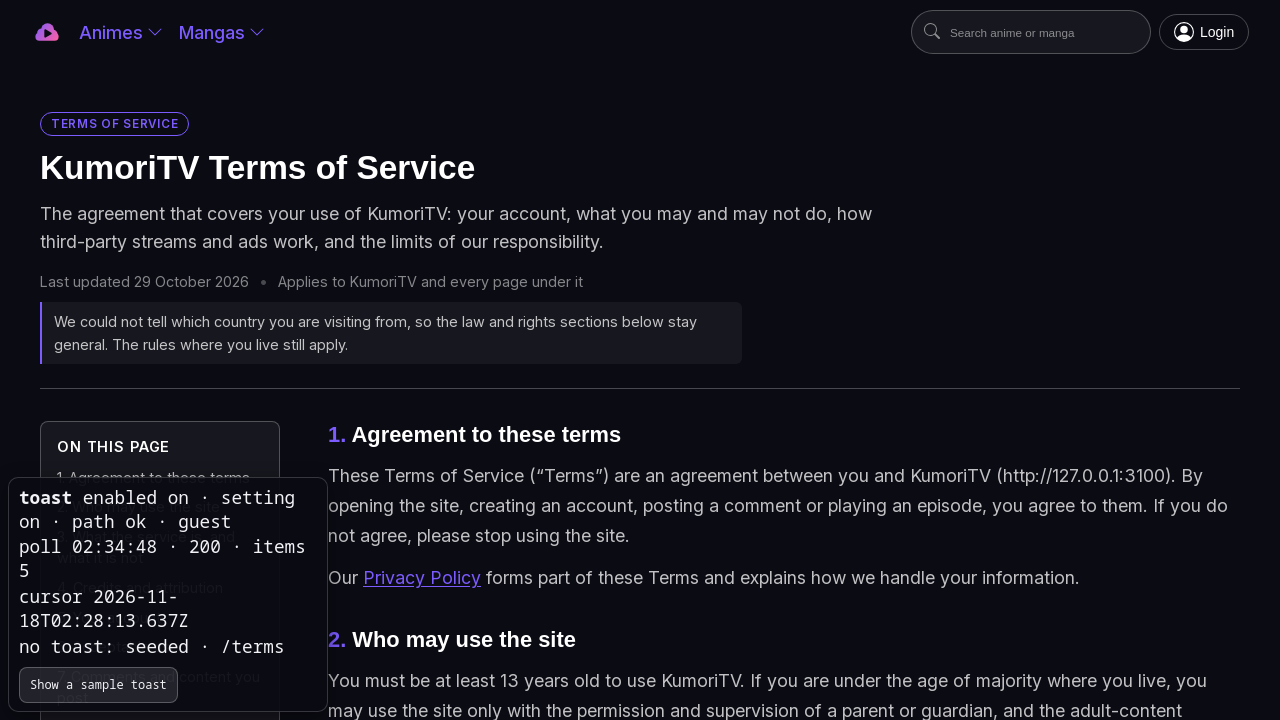 Animes
Mangas
Search anime or manga
Login
TERMS OF SERVICE
KumoriTV Terms of Service
The agreement that covers your use of KumoriTV: your account, what you may and may not do, how
third-party streams and ads work, and the limits of our responsibility.
Last updated 29 October 2026 • Applies to KumoriTV and every page under it
We could not tell which country you are visiting from, so the law and rights sections below stay
general. The rules where you live still apply.
ON THIS PAGE
1. Agreement to these terms
toast enabled on · setting
on · path ok · guest
poll 02:34:48 · 200 · items
5
cursor 2026-11-
18T02:28:13.637Z
no toast: seeded · /terms
Show a sample toast
1. Agreement to these terms
These Terms of Service (“Terms”) are an agreement between you and KumoriTV (http://127.0.0.1:3100). By
opening the site, creating an account, posting a comment or playing an episode, you agree to them. If you do
not agree, please stop using the site.
Our Privacy Policy forms part of these Terms and explains how we handle your information.
2. Who may use the site
You must be at least 13 years old to use KumoriTV. If you are under the age of majority where you live, you
may use the site only with the permission and supervision of a parent or guardian, and the adult-content